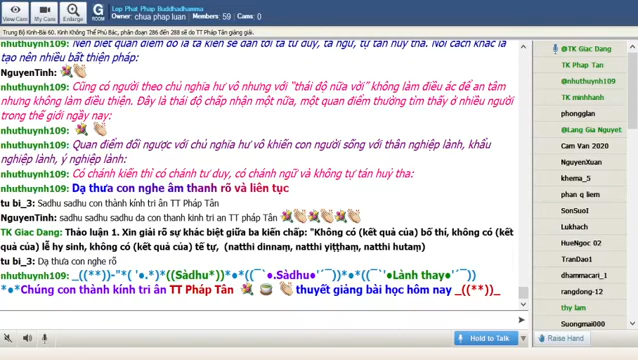 View Cam
My Cam
Enlarge
G ROOM
Lop Phat Phap Buddhadhamma
Owner: chua phap luan / Members: 59 / Cams: 0
Trung Bộ Kinh-Bài 60. Kinh Không Thể Phù Bác, phân đoạn 286 đến 288 sẽ do TT Pháp Tân giảng giải.
nhuthuynh109: Nên biết quan điểm đó là tà kiến sẽ dẫn tới tà tư duy, tà ngữ, tự tán huỷ tha. Nói cách khác là
tạo nên nhiều bất thiện pháp:
NguyenTinh:
nhuthuynh109: Cũng có người theo chủ nghĩa hư vô nhưng với “thái độ nửa vời” không làm điều ác để an tâm
nhưng không làm điều thiện. Đây là thái độ chấp nhận một nửa, một quan điểm thường tìm thấy ở nhiều người
trong thế giới ngày nay:
nhuthuynh109:
nhuthuynh109: Quan điểm đối ngược với chủ nghĩa hư vô khiến con người sống với thân nghiệp lành, khẩu
nghiệp lành, ý nghiệp lành:
nhuthuynh109: Có chánh kiến thì có chánh tư duy, có chánh ngữ và không tự tán huỷ tha:
nhuthuynh109: Dạ thưa con nghe âm thanh rõ và liên tục
tu bi_3: Sadhu sadhu con thành kính tri ân TT Pháp Tân
NguyenTinh: sadhu sadhu sadhu da con thanh kinh tri an TT pháp Tân
TK Giac Dang: Thảo luận 1. Xin giải rõ sự khác biệt giữa ba kiến chấp: "Không có (kết quả của) bố thí, không có (kết
quả của) lễ hy sinh, không có (kết quả của) tế tự, (natthi dinnaṃ, natthi yiṭṭhaṃ, natthi hutaṃ)
tu bi_3: Dạ thưa con nghe rõ
nhuthuynh109: _((**))-"*( '●.*)●((Sàdhu*))●*●((¯`●.Sàdhu●'´¯))*●*●((¯`'●Lành thay●'´¯))
*●*Chúng con thành kính tri ân TT Pháp Tân thuyết giảng bài học hôm nay _((**))_
@TK Giac Dang
TK Phap Tan
@nhuthuynh109
TK minhhanh
phongglan
@Lang Gia Nguyet
Cam Van 2020
NguyenXuan
khema_5
phan q liem
SonSuoI
Lukhach
HueNgoc 02
TranDao1
dhammacari_1
rangdong-12
thy lam
Suongmai000
Hold to Talk
Raise Hand